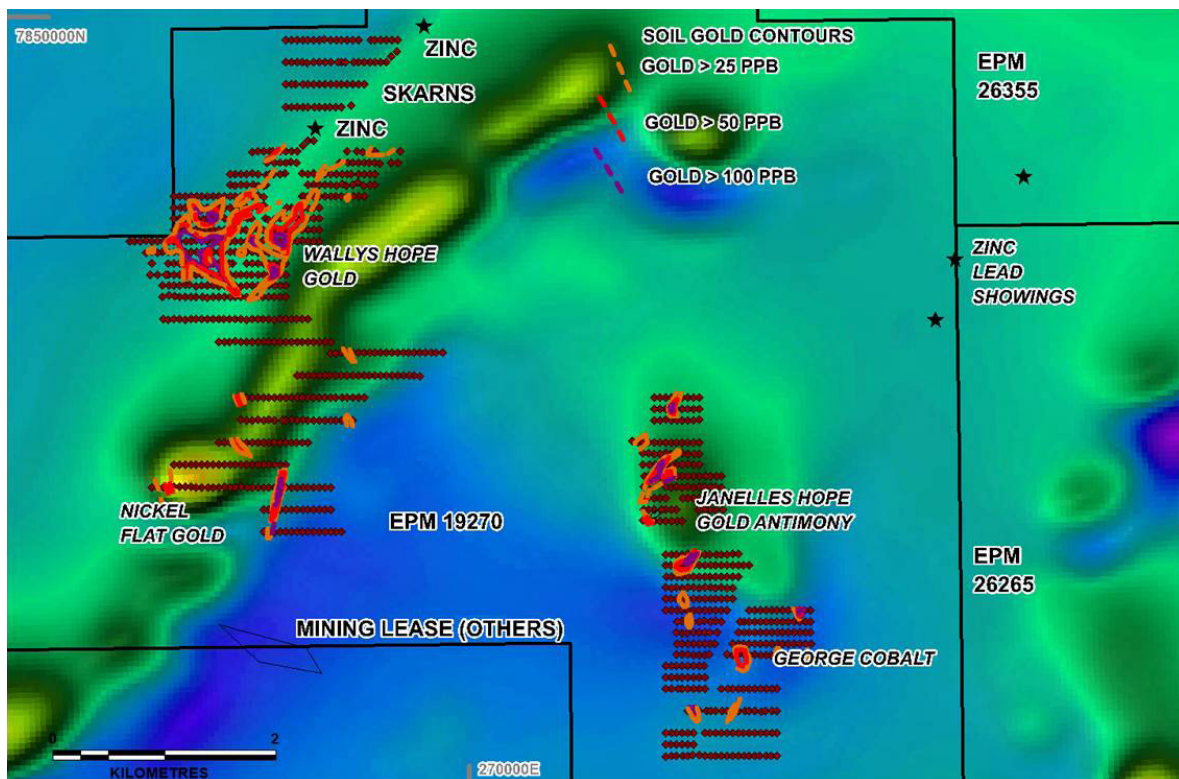 7850000N
ZINC
SKARNS
ZINC
SOIL GOLD CONTOURS
GOLD > 25 PPB
GOLD > 50 PPB
GOLD > 100 PPB
EPM
26355
WALLYS HOPE
GOLD
ZINC
LEAD
SHOWINGS
NICKEL
FLAT GOLD
EPM 19270
JANELLES HOPE
GOLD ANTIMONY
EPM
26265
MINING LEASE (OTHERS)
GEORGE COBALT
0 2
KILOMETRES
270000E